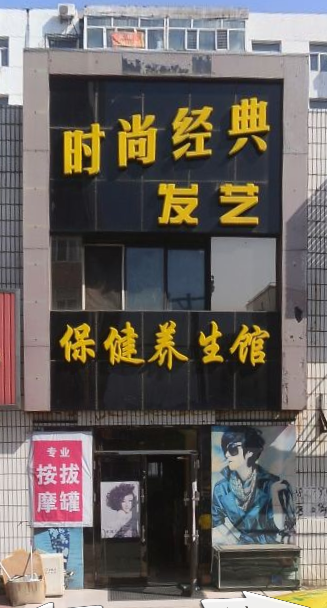 时尚经典
发艺
保健养生馆
专业
按拔
摩罐